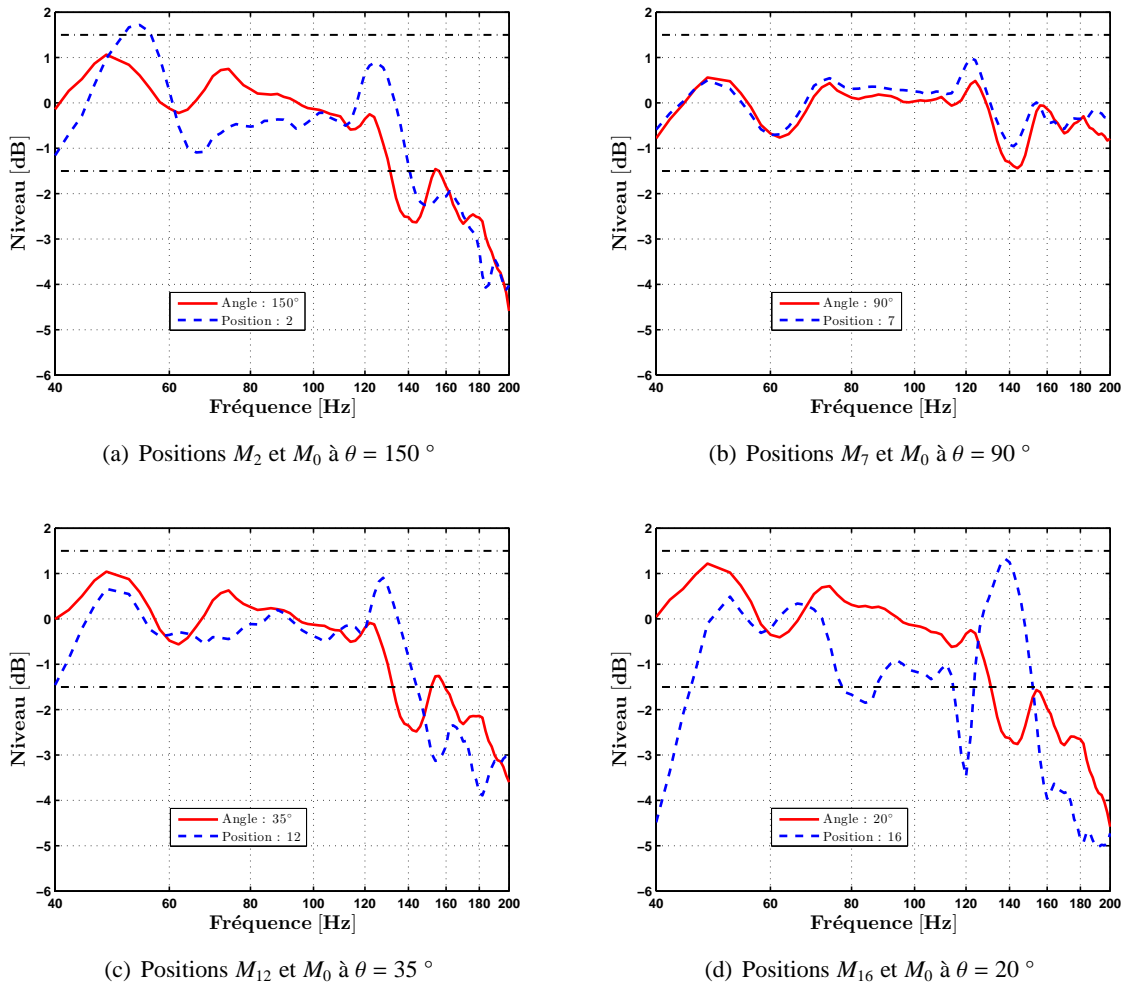 2
1
0
−1
−2
−3
−4
−5
−6
Niveau [dB]
Angle : 150°
Position : 2
40 60 80 100 120 140 160 180 200
Fréquence [Hz]
(a) Positions M2 et M0 à θ = 150 °
2
1
0
−1
−2
−3
−4
−5
−6
Niveau [dB]
Angle : 90°
Position : 7
40 60 80 100 120 140 160 180 200
Fréquence [Hz]
(b) Positions M7 et M0 à θ = 90 °
2
1
0
−1
−2
−3
−4
−5
−6
Niveau [dB]
Angle : 35°
Position : 12
40 60 80 100 120 140 160 180 200
Fréquence [Hz]
(c) Positions M12 et M0 à θ = 35 °
2
1
0
−1
−2
−3
−4
−5
−6
Niveau [dB]
Angle : 20°
Position : 16
40 60 80 100 120 140 160 180 200
Fréquence [Hz]
(d) Positions M16 et M0 à θ = 20 °